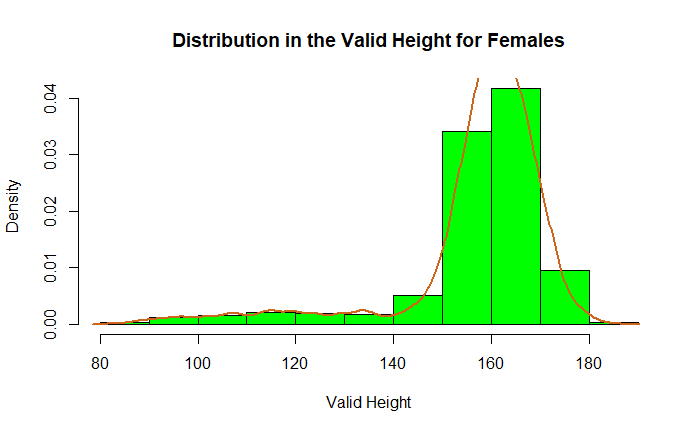 Distribution in the Valid Height for Females
Density
0.04
0.03
0.02
0.01
0.00
80 100 120 140 160 180
Valid Height